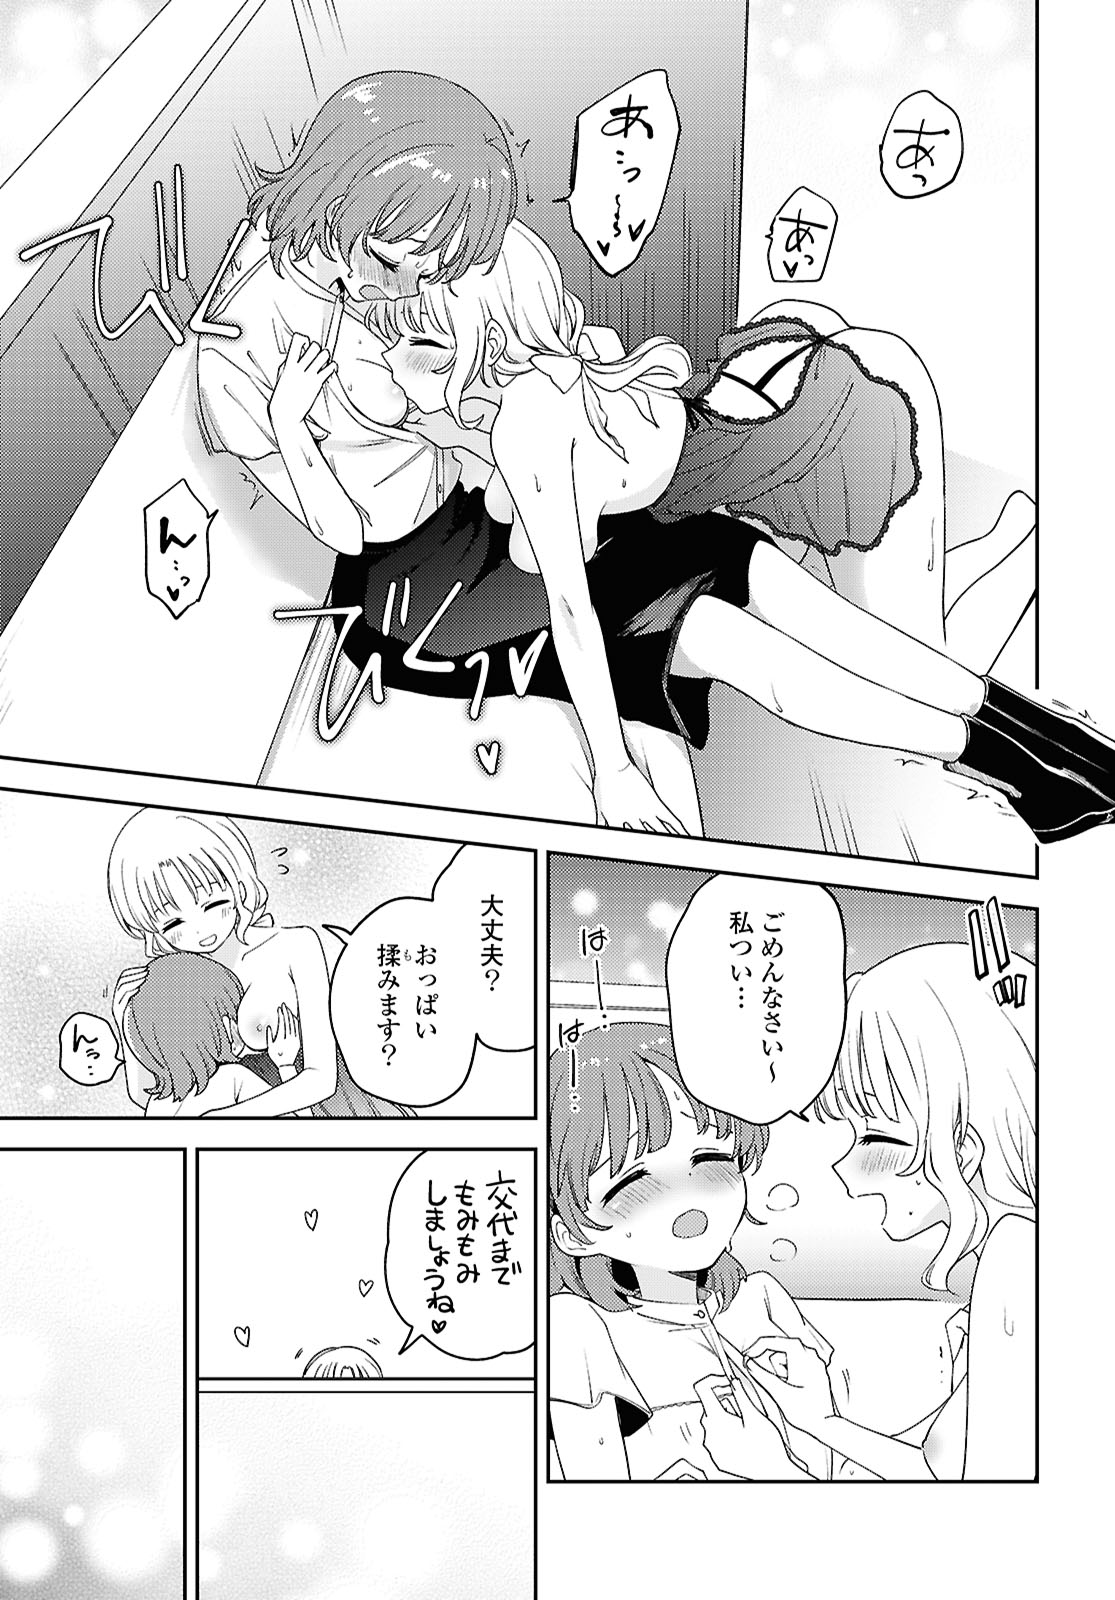 あっ
あっ♥
あ…っ～♥♥
びくっ
ん…っ♥
びくっ♡
ごめんなさい～
私つい…
はー…
はー…
大丈夫？
おっぱい
揉みます？
も
んっ…
交代まで
もみもみ
しましょうね♥